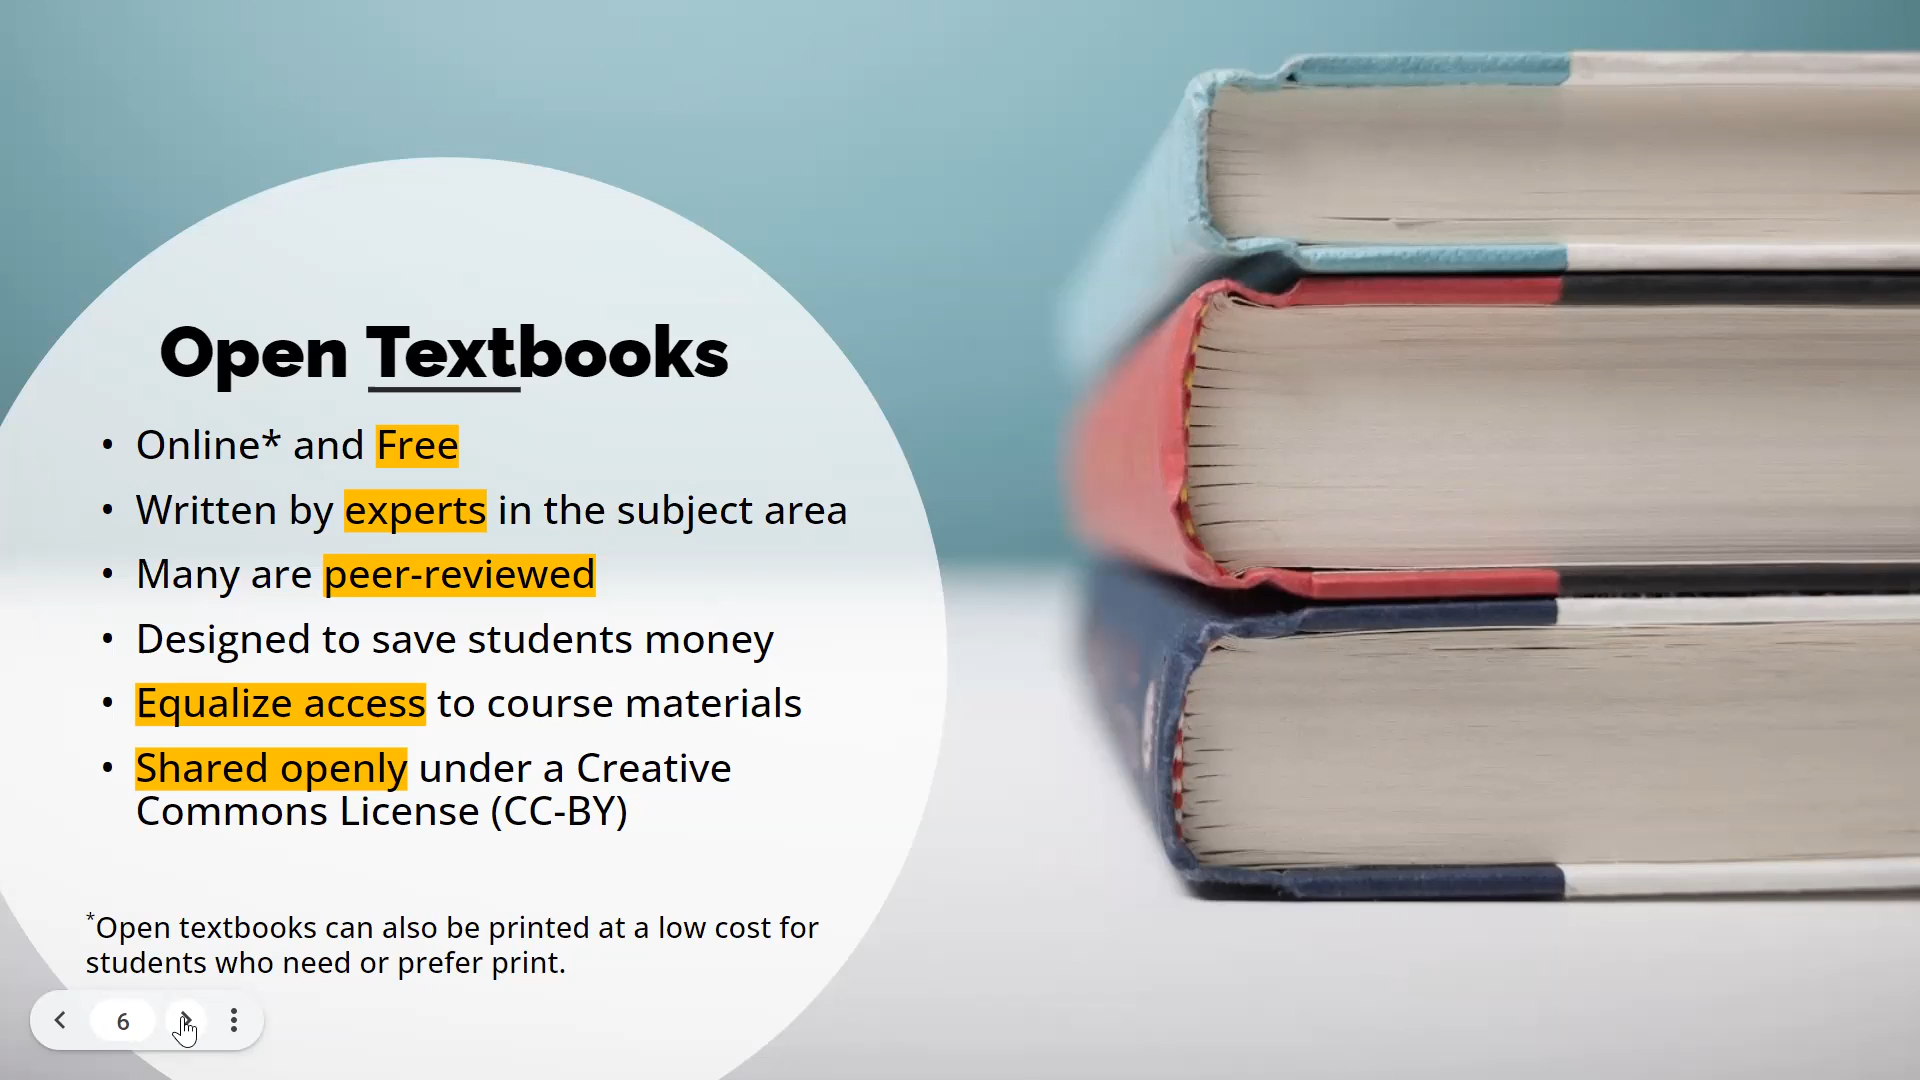 Open Textbooks
• Online* and Free
• Written by experts in the subject area
• Many are peer-reviewed
• Designed to save students money
• Equalize access to course materials
• Shared openly under a Creative
Commons License (CC-BY)
*Open textbooks can also be printed at a low cost for
students who need or prefer print.
6